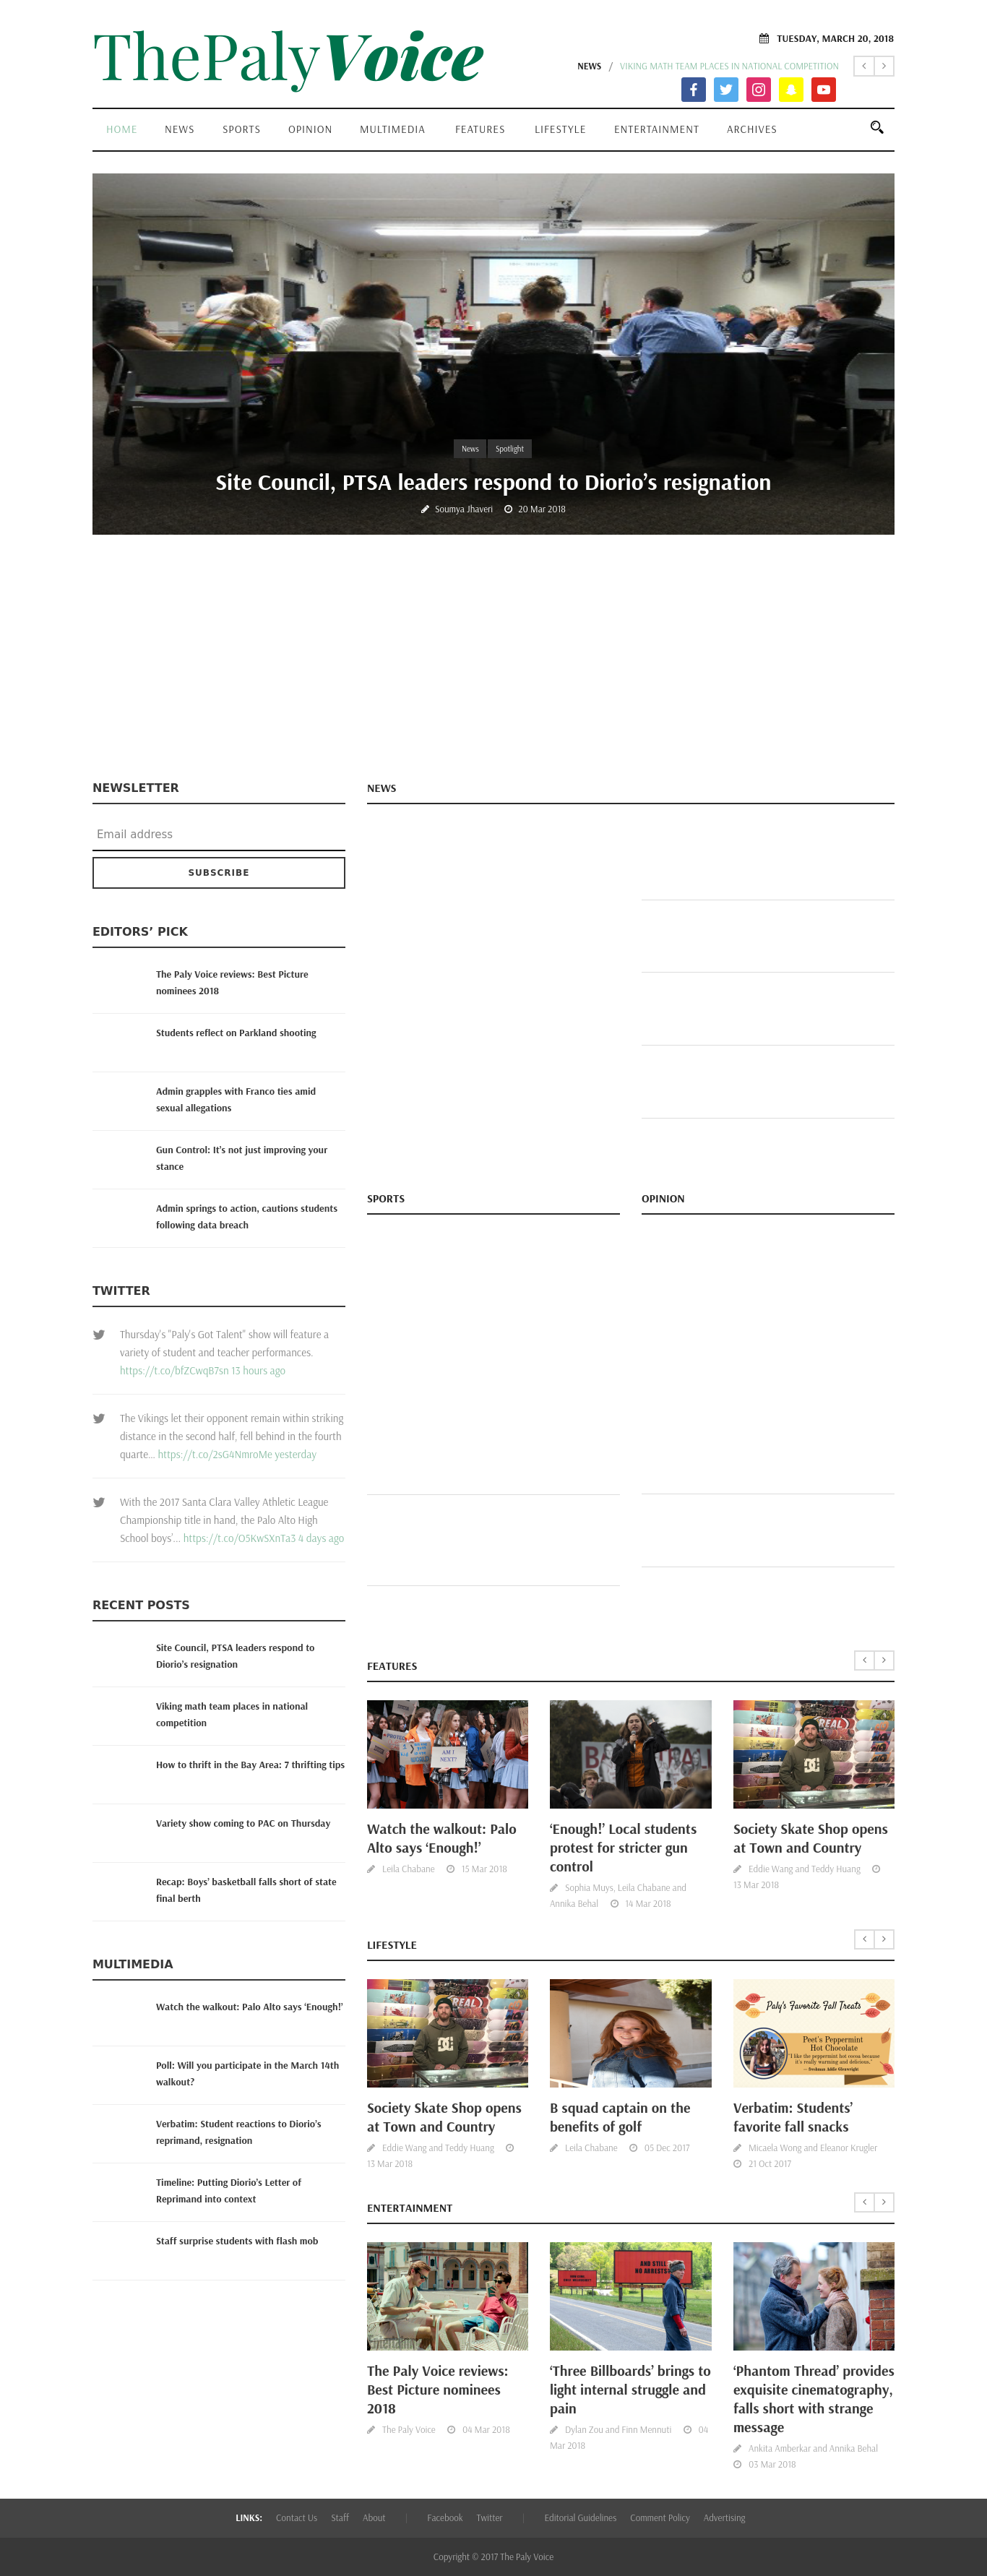 ThePalyVoice
TUESDAY, MARCH 20, 2018
NEWS / VIKING MATH TEAM PLACES IN NATIONAL COMPETITION
HOME NEWS SPORTS OPINION MULTIMEDIA FEATURES LIFESTYLE ENTERTAINMENT ARCHIVES
News Spotlight
Site Council, PTSA leaders respond to Diorio’s resignation
Soumya Jhaveri 20 Mar 2018
NEWSLETTER
Email address
SUBSCRIBE
EDITORS’ PICK
The Paly Voice reviews: Best Picture
nominees 2018
Students reflect on Parkland shooting
Admin grapples with Franco ties amid
sexual allegations
Gun Control: It’s not just improving your
stance
Admin springs to action, cautions students
following data breach
TWITTER
Thursday's "Paly's Got Talent" show will feature a
variety of student and teacher performances.
https://t.co/bfZCwqB7sn 13 hours ago
The Vikings let their opponent remain within striking
distance in the second half, fell behind in the fourth
quarte... https://t.co/2sG4NmroMe yesterday
With the 2017 Santa Clara Valley Athletic League
Championship title in hand, the Palo Alto High
School boys'... https://t.co/O5KwSXnTa3 4 days ago
RECENT POSTS
Site Council, PTSA leaders respond to
Diorio’s resignation
Viking math team places in national
competition
How to thrift in the Bay Area: 7 thrifting tips
Variety show coming to PAC on Thursday
Recap: Boys’ basketball falls short of state
final berth
MULTIMEDIA
Watch the walkout: Palo Alto says ‘Enough!’
Poll: Will you participate in the March 14th
walkout?
Verbatim: Student reactions to Diorio’s
reprimand, resignation
Timeline: Putting Diorio’s Letter of
Reprimand into context
Staff surprise students with flash mob
NEWS
SPORTS
OPINION
FEATURES
AM I
NEXT?
REAL
DC
Watch the walkout: Palo
Alto says ‘Enough!’
Leila Chabane 15 Mar 2018
‘Enough!’ Local students
protest for stricter gun
control
Sophia Muys, Leila Chabane and
Annika Behal 14 Mar 2018
Society Skate Shop opens
at Town and Country
Eddie Wang and Teddy Huang
13 Mar 2018
LIFESTYLE
REAL
DC
Paly's Favorite Fall Treats
Peet's Peppermint
Hot Chocolate
Society Skate Shop opens
at Town and Country
Eddie Wang and Teddy Huang
13 Mar 2018
B squad captain on the
benefits of golf
Leila Chabane 05 Dec 2017
Verbatim: Students’
favorite fall snacks
Micaela Wong and Eleanor Krugler
21 Oct 2017
ENTERTAINMENT
AND STILL
NO ARRESTS?
The Paly Voice reviews:
Best Picture nominees
2018
The Paly Voice 04 Mar 2018
‘Three Billboards’ brings to
light internal struggle and
pain
Dylan Zou and Finn Mennuti 04
Mar 2018
‘Phantom Thread’ provides
exquisite cinematography,
falls short with strange
message
Ankita Amberkar and Annika Behal
03 Mar 2018
LINKS: Contact Us Staff About | Facebook Twitter | Editorial Guidelines Comment Policy Advertising
Copyright © 2017 The Paly Voice